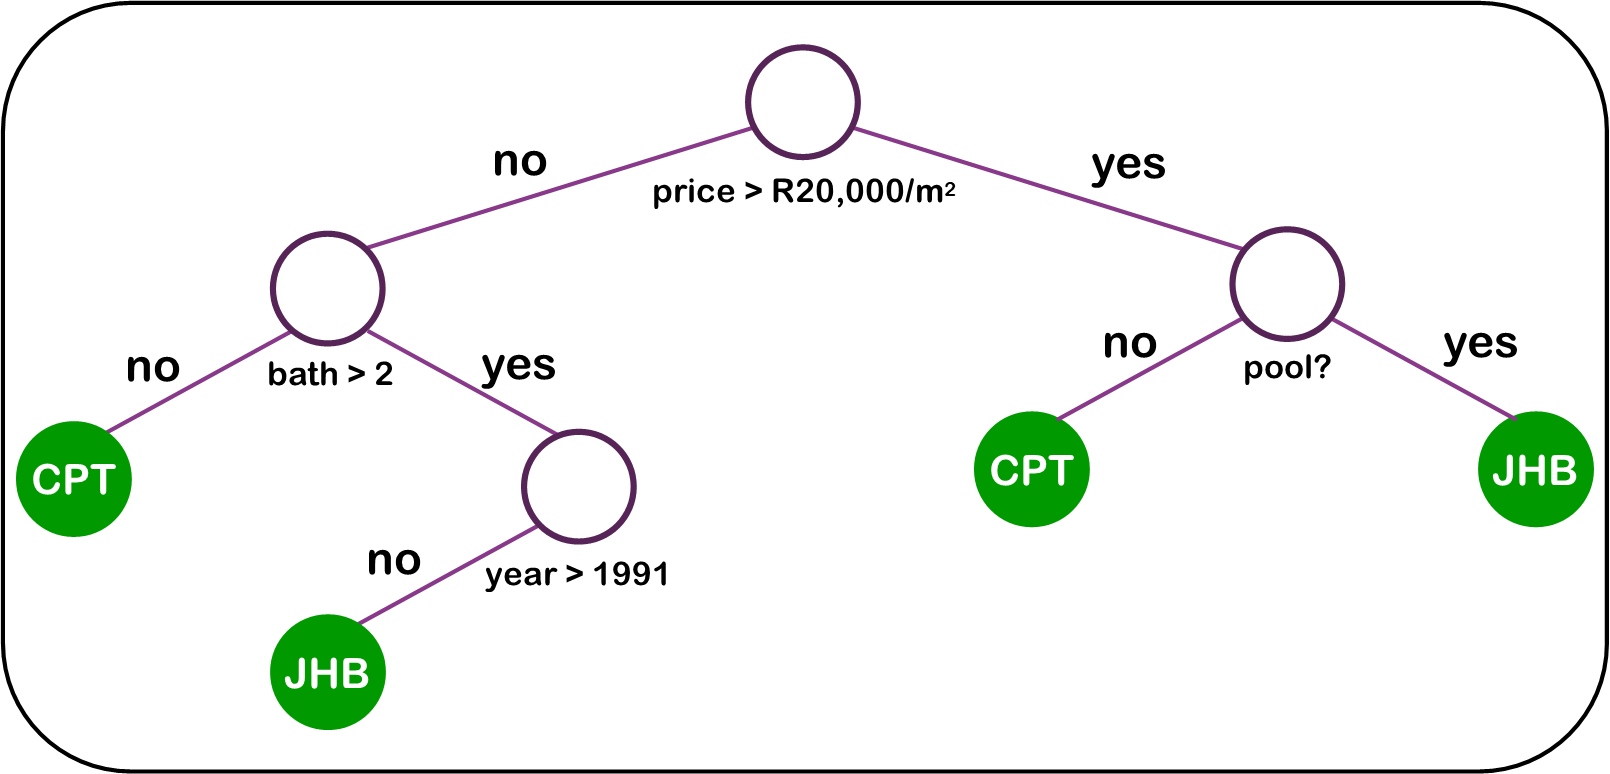 no
yes
price > R20,000/m²
no
bath > 2
yes
no
pool?
yes
CPT
CPT
JHB
no
year > 1991
JHB